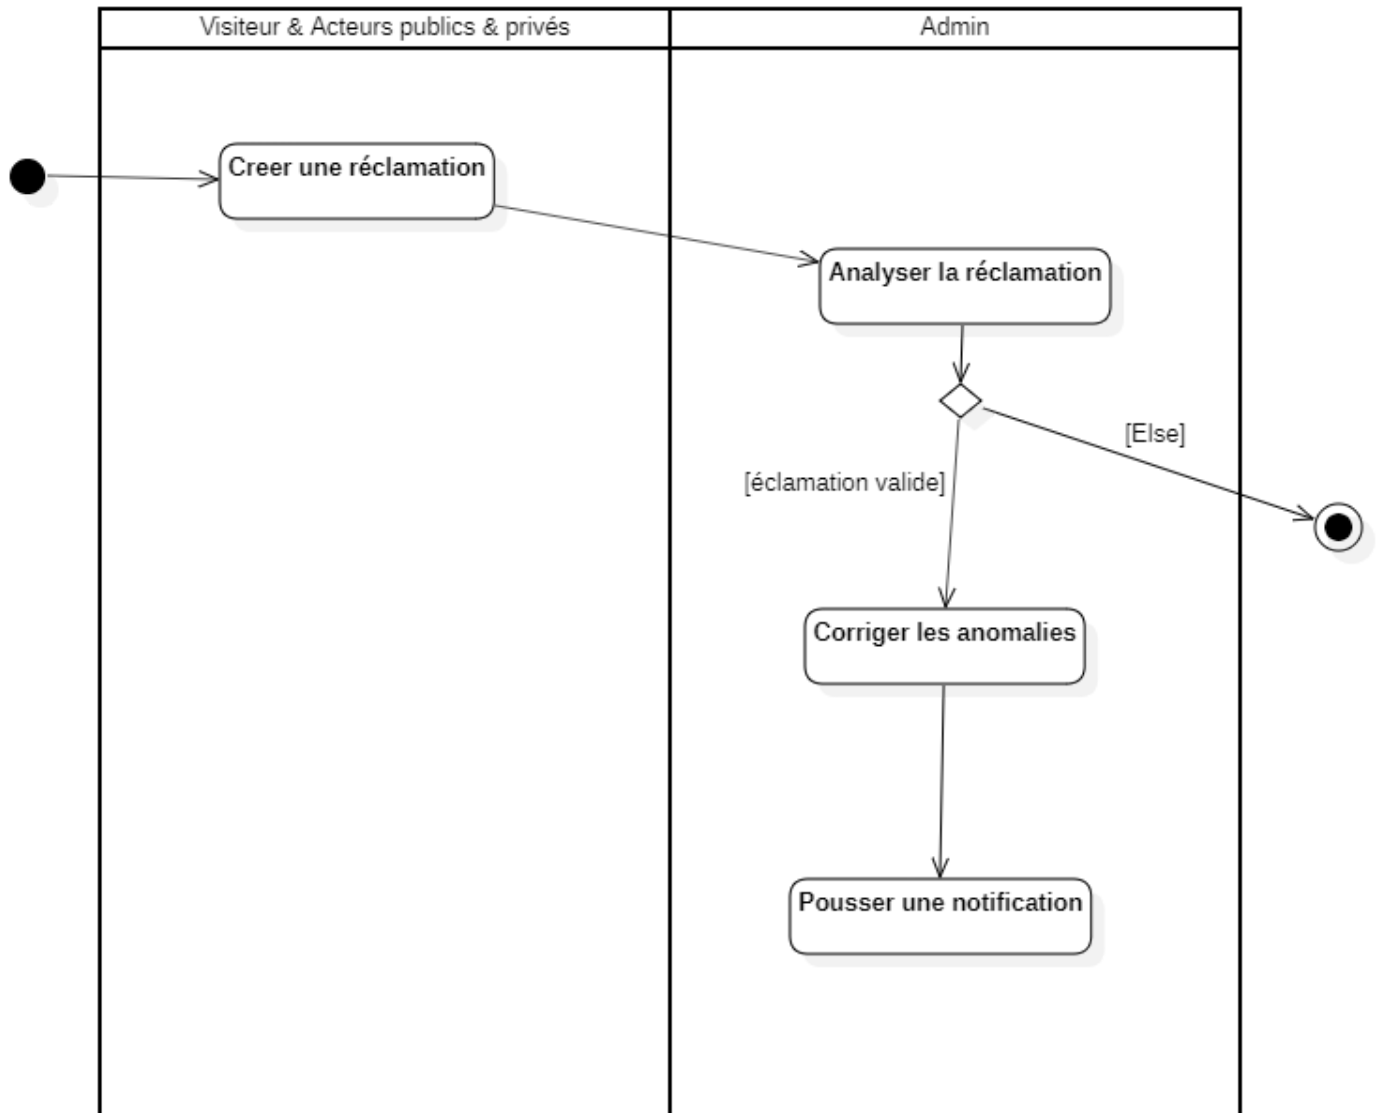 Visiteur & Acteurs publics & privés
Admin
Creer une réclamation
Analyser la réclamation
[Else]
[éclamation valide]
Corriger les anomalies
Pousser une notification